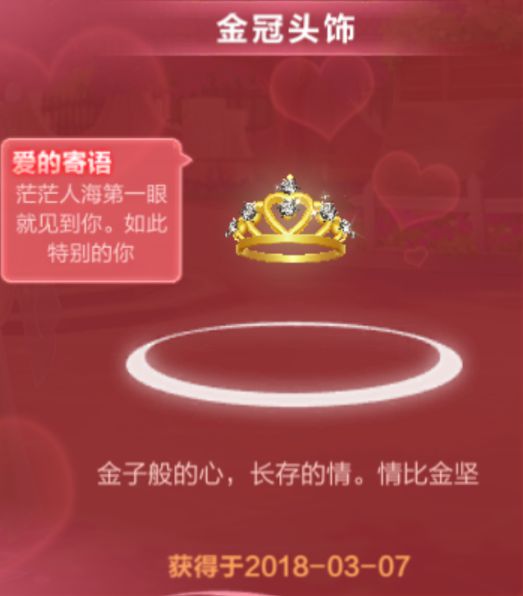 金冠头饰
爱的寄语
茫茫人海第一眼
就见到你。如此
特别的你
金子般的心，长存的情。情比金坚
获得于2018-03-07